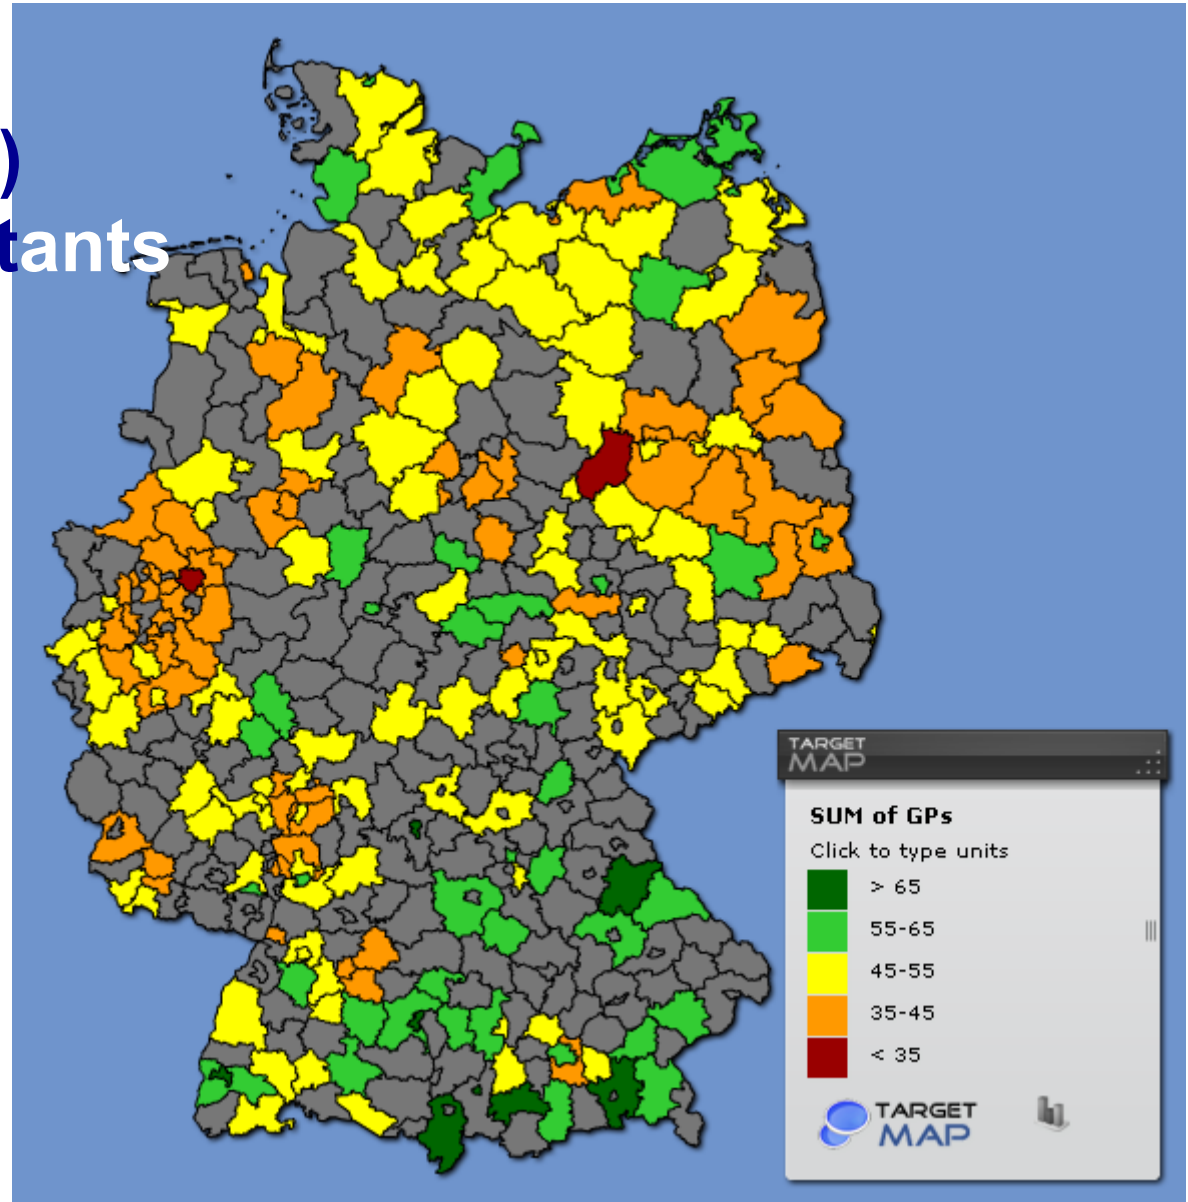 )
tants
TARGET
MAP
SUM of GPs
Click to type units
> 65
55-65
45-55
35-45
< 35
TARGET
MAP